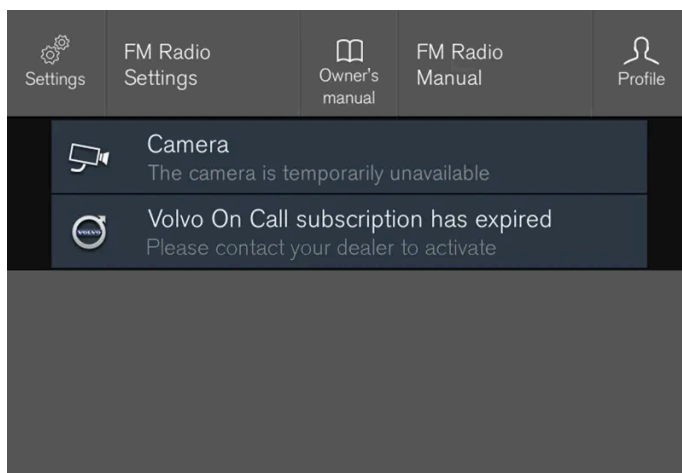 Settings
FM Radio
Settings
Owner's
manual
FM Radio
Manual
Profile
Camera
The camera is temporarily unavailable
VOLVO
Volvo On Call subscription has expired
Please contact your dealer to activate